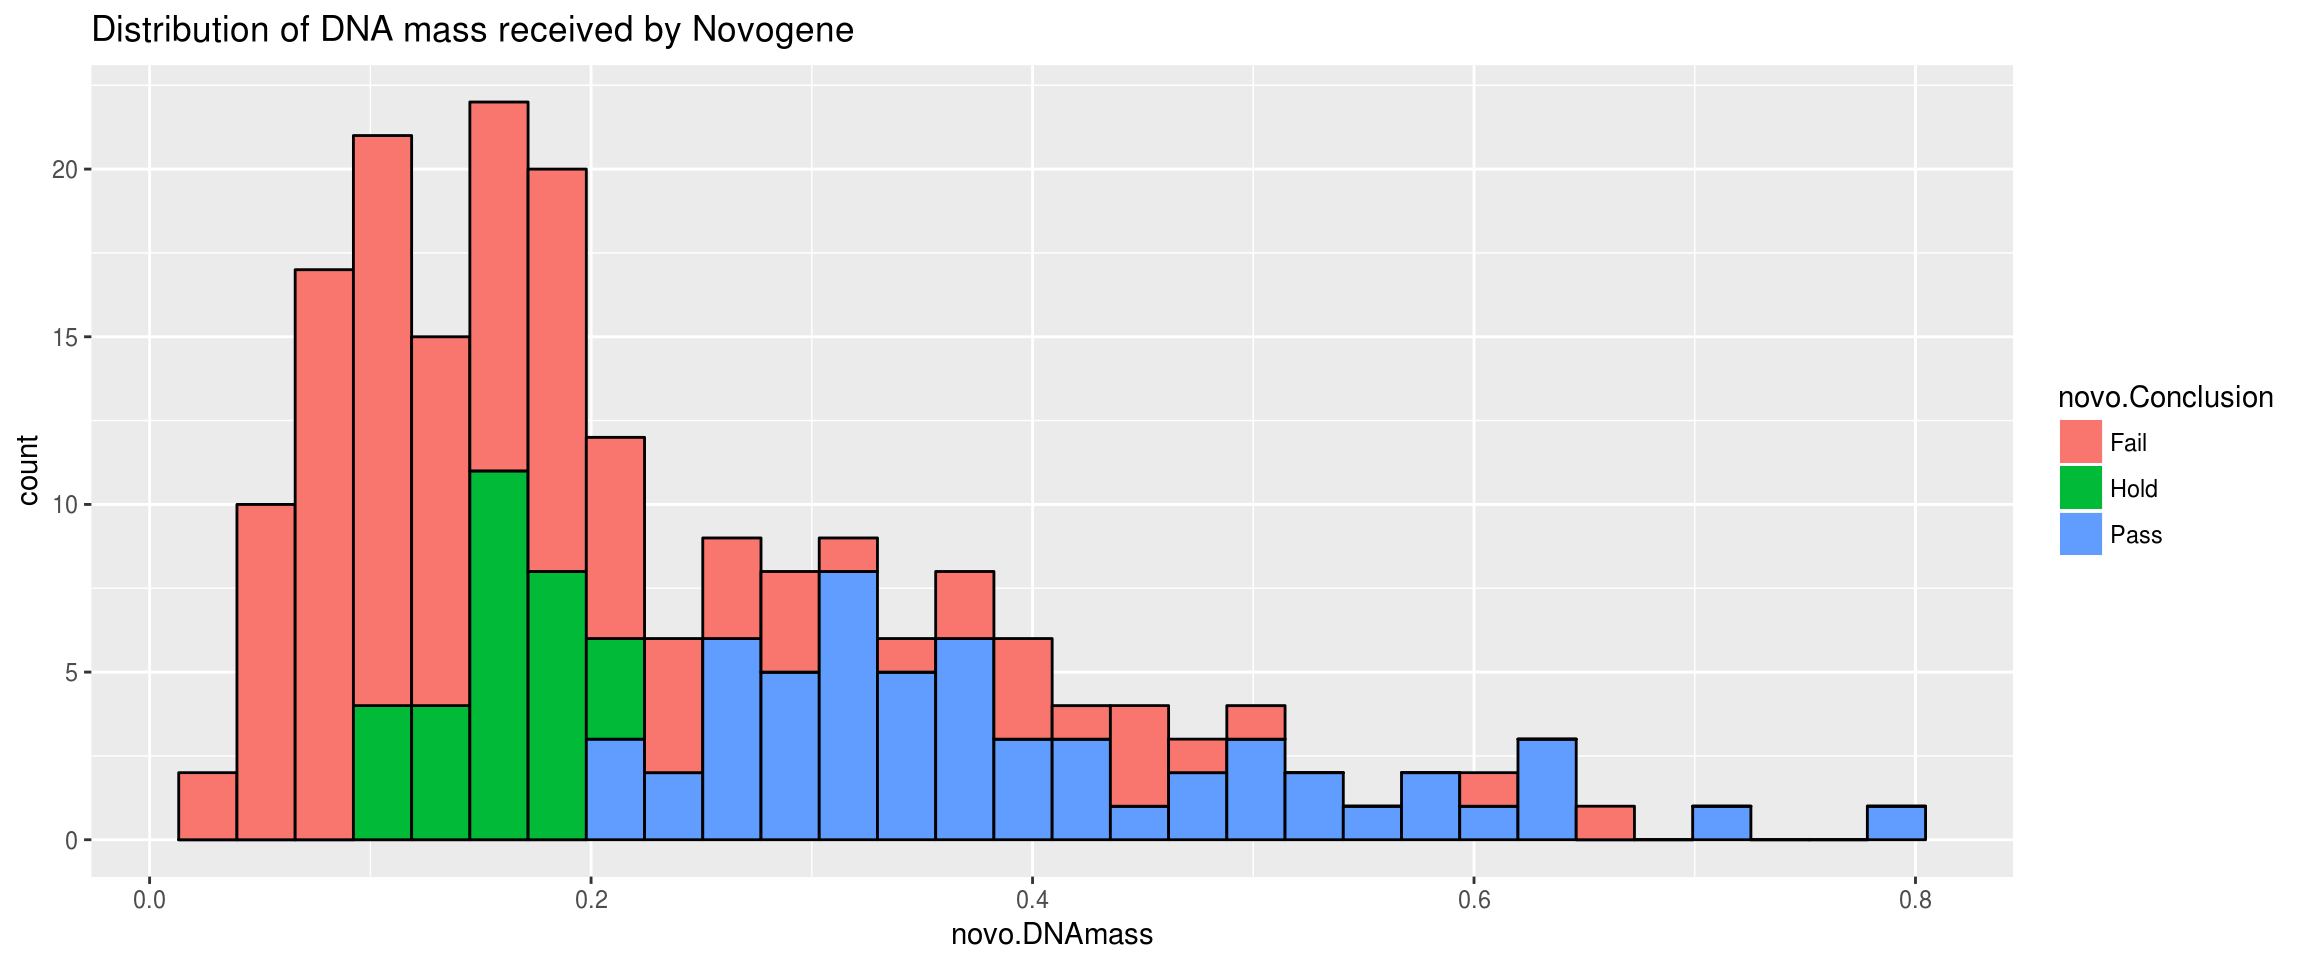 Distribution of DNA mass received by Novogene
20
15
10
5
0
count
0.0 0.2 0.4 0.6 0.8
novo.DNAmass
novo.Conclusion
Fail
Hold
Pass